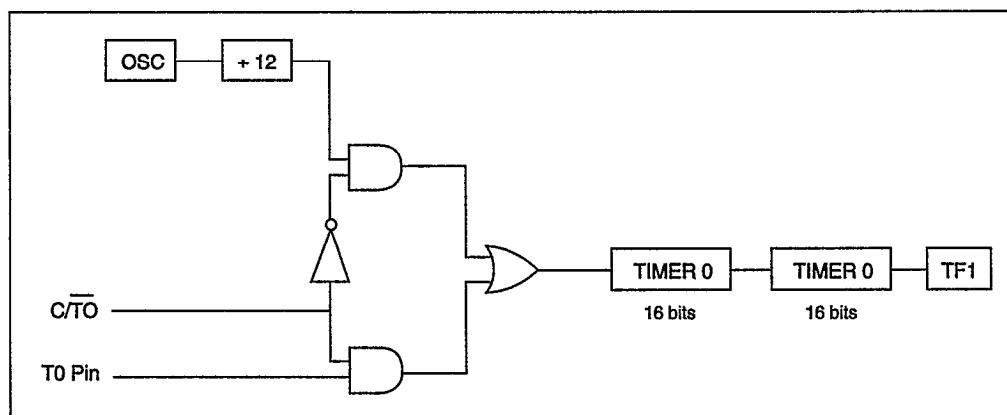 OSC
÷ 12
TIMER 0
TIMER 0
TF1
16 bits
16 bits
C/T̅O̅
T0 Pin